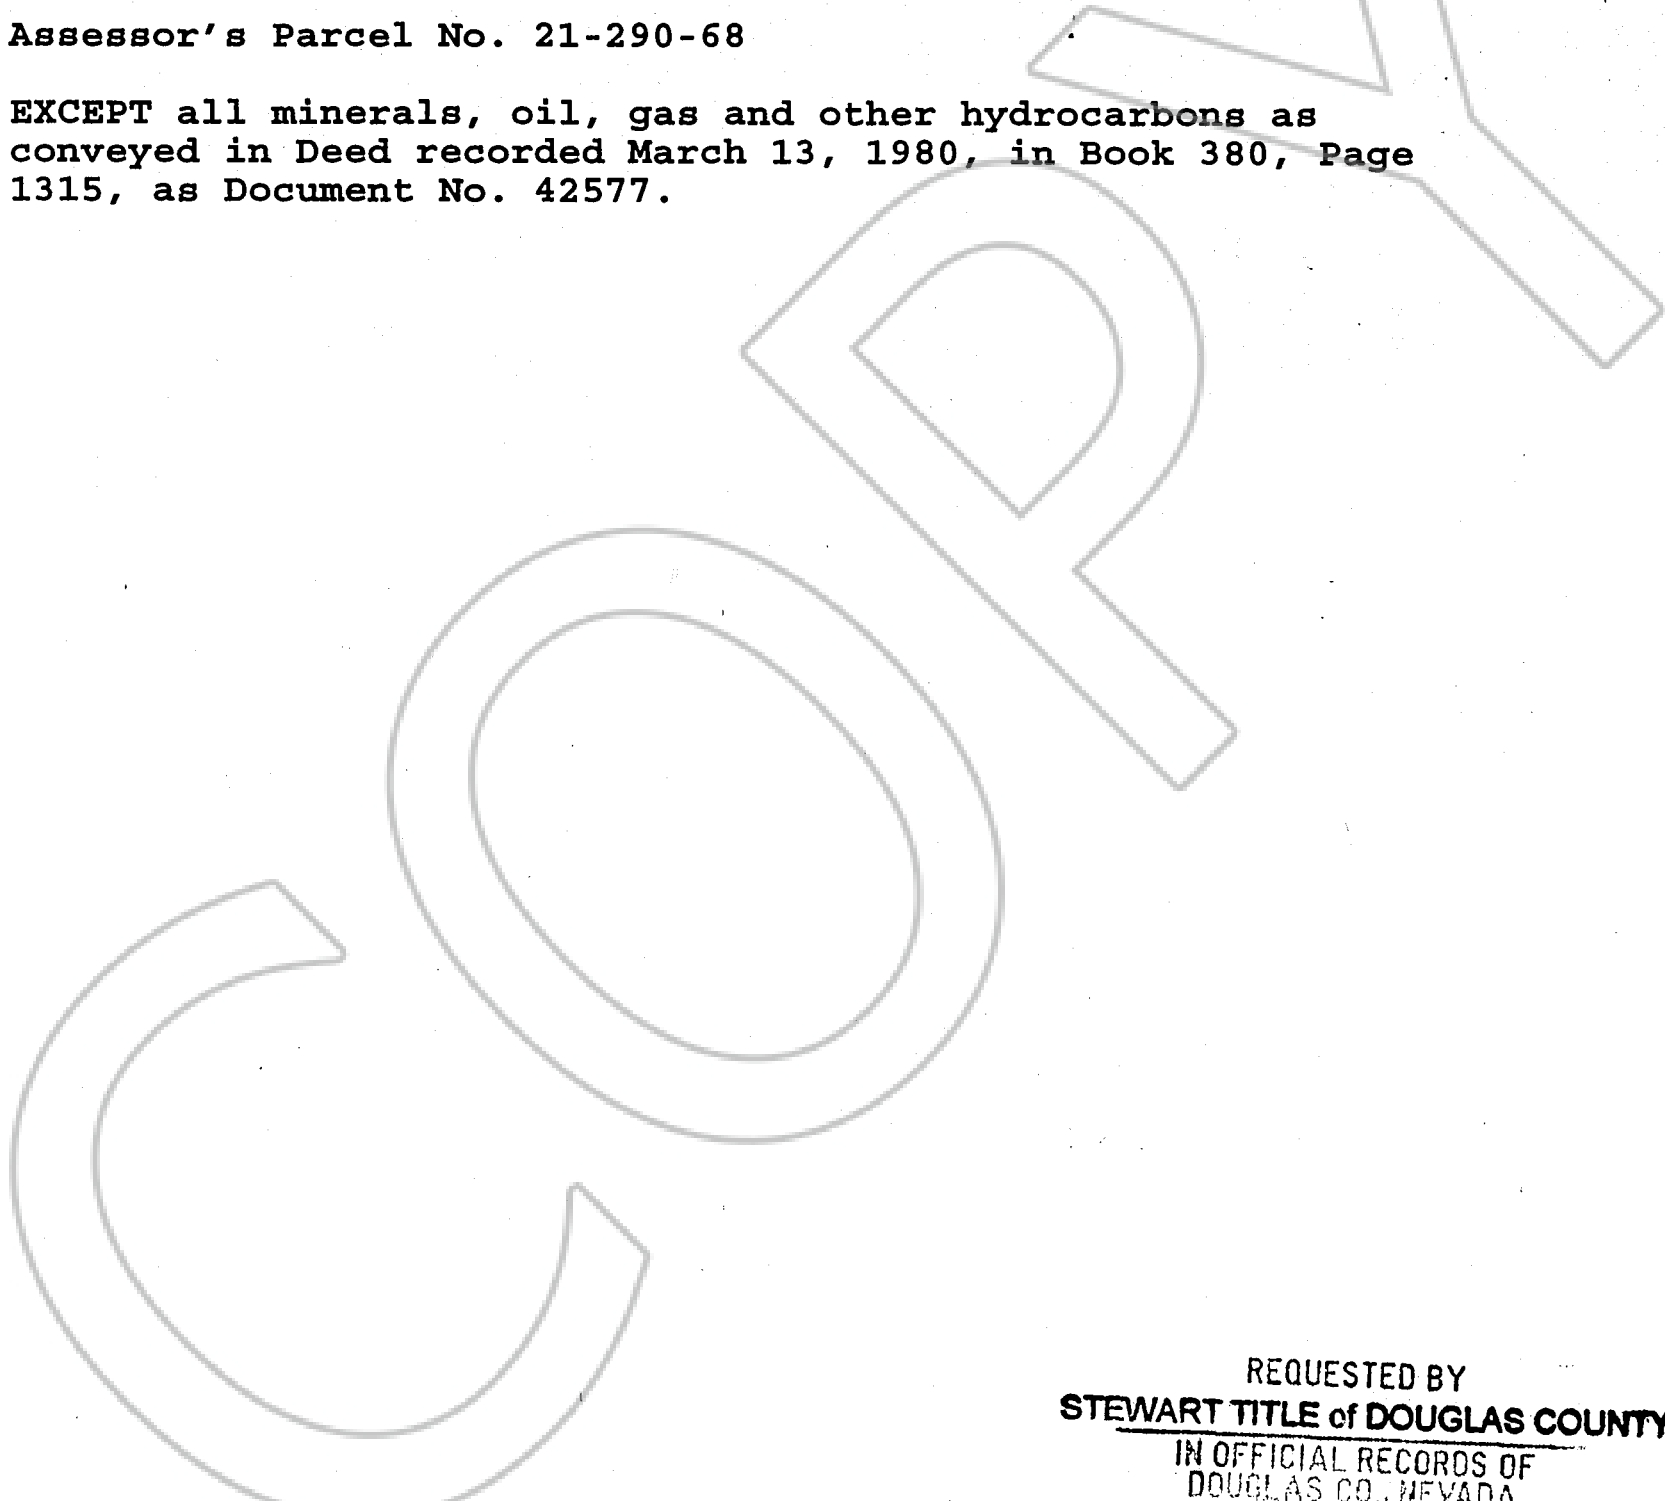 Assessor's Parcel No. 21-290-68
EXCEPT all minerals, oil, gas and other hydrocarbons as
conveyed in Deed recorded March 13, 1980, in Book 380, Page
1315, as Document No. 42577.
COPY
REQUESTED BY
STEWART TITLE of DOUGLAS COUNTY
IN OFFICIAL RECORDS OF
DOUGLAS CO., NEVADA